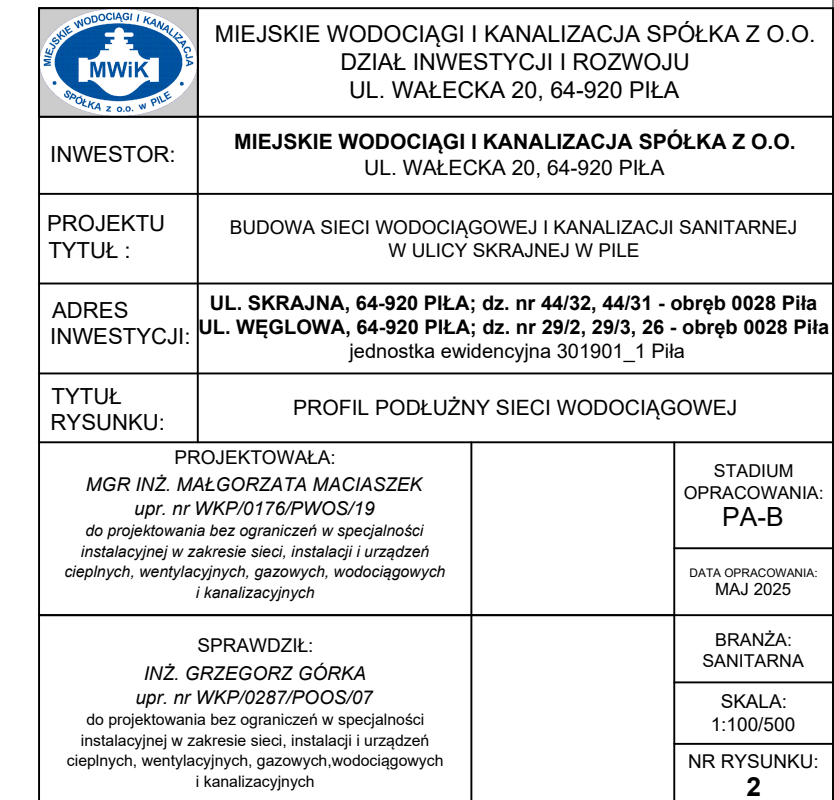 MIEJSKIE WODOCIĄGI I KANALIZACJA
MWiK
SPÓŁKA z o.o. w PILE
MIEJSKIE WODOCIĄGI I KANALIZACJA SPÓŁKA Z O.O.
DZIAŁ INWESTYCJI I ROZWOJU
UL. WAŁECKA 20, 64-920 PIŁA
INWESTOR:
MIEJSKIE WODOCIĄGI I KANALIZACJA SPÓŁKA Z O.O.
UL. WAŁECKA 20, 64-920 PIŁA
PROJEKTU
TYTUŁ :
BUDOWA SIECI WODOCIĄGOWEJ I KANALIZACJI SANITARNEJ
W ULICY SKRAJNEJ W PILE
ADRES
INWESTYCJI:
UL. SKRAJNA, 64-920 PIŁA; dz. nr 44/32, 44/31 - obręb 0028 Piła
UL. WĘGLOWA, 64-920 PIŁA; dz. nr 29/2, 29/3, 26 - obręb 0028 Piła
jednostka ewidencyjna 301901_1 Piła
TYTUŁ
RYSUNKU:
PROFIL PODŁUŻNY SIECI WODOCIĄGOWEJ
PROJEKTOWAŁA:
MGR INŻ. MAŁGORZATA MACIASZEK
upr. nr WKP/0176/PWOS/19
do projektowania bez ograniczeń w specjalności
instalacyjnej w zakresie sieci, instalacji i urządzeń
cieplnych, wentylacyjnych, gazowych, wodociągowych
i kanalizacyjnych
STADIUM
OPRACOWANIA:
PA-B
DATA OPRACOWANIA:
MAJ 2025
SPRAWDZIŁ:
INŻ. GRZEGORZ GÓRKA
upr. nr WKP/0287/POOS/07
do projektowania bez ograniczeń w specjalności
instalacyjnej w zakresie sieci, instalacji i urządzeń
cieplnych, wentylacyjnych, gazowych,wodociągowych
i kanalizacyjnych
BRANŻA:
SANITARNA
SKALA:
1:100/500
NR RYSUNKU:
2